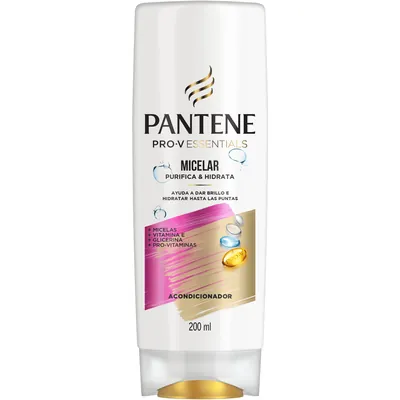 PANTENE
PRO-V ESSENTIALS
MICELAR
PURIFICA & HIDRATA
AYUDA A DAR BRILLO E
HIDRATAR HASTA LAS PUNTAS
+ MICELAS
+ VITAMINA E
+ GLICERINA
+ PRO-VITAMINAS
ACONDICIONADOR
200 ml